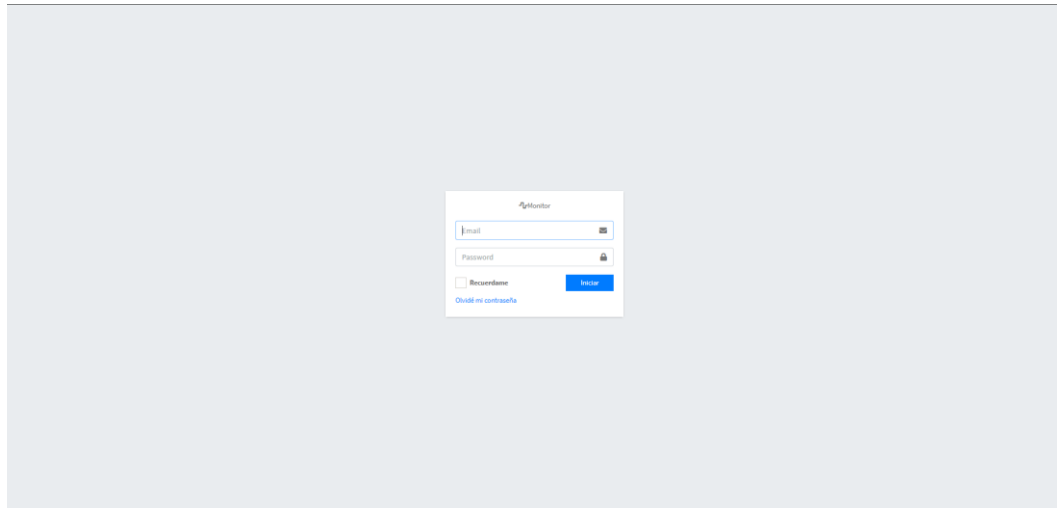 Monitor
Email
Password
Recuerdame Iniciar
Olvidé mi contraseña